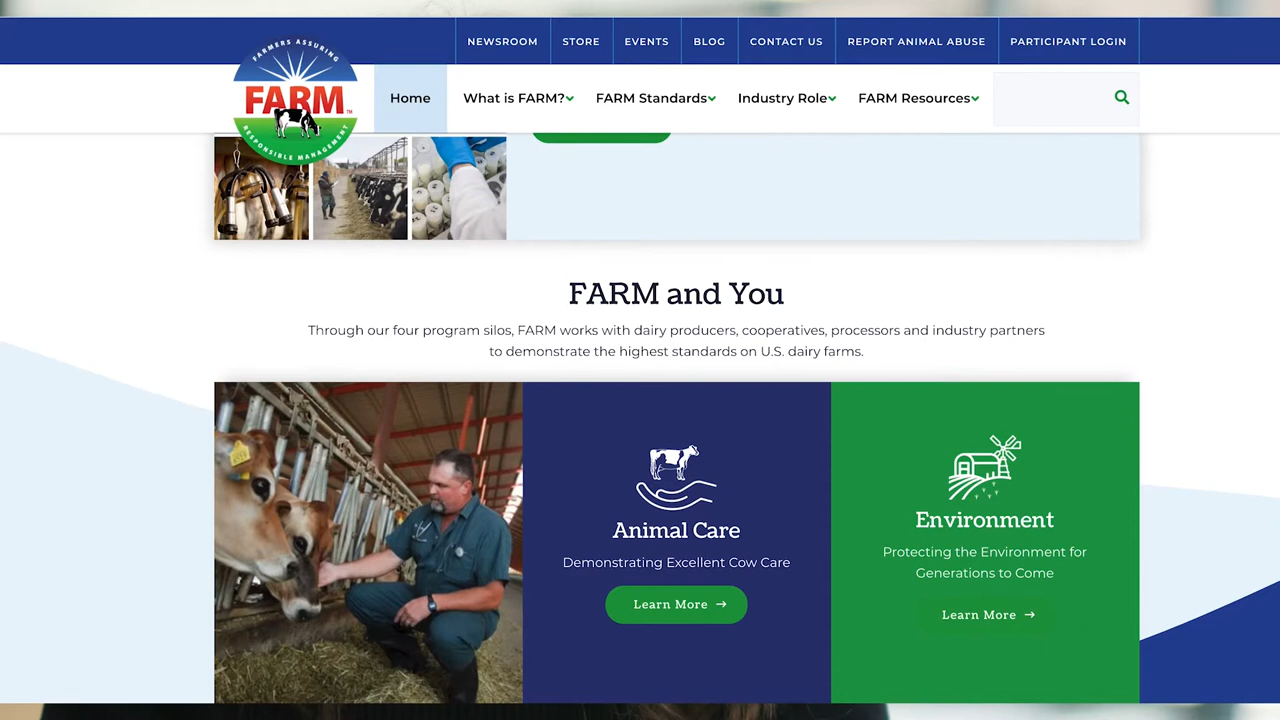 NEWSROOM STORE EVENTS BLOG CONTACT US REPORT ANIMAL ABUSE PARTICIPANT LOGIN
FARMERS ASSURING
FARM™
RESPONSIBLE MANAGEMENT
Home What is FARM? FARM Standards Industry Role FARM Resources
FARM and You
Through our four program silos, FARM works with dairy producers, cooperatives, processors and industry partners
to demonstrate the highest standards on U.S. dairy farms.
Animal Care
Demonstrating Excellent Cow Care
Learn More →
Environment
Protecting the Environment for
Generations to Come
Learn More →